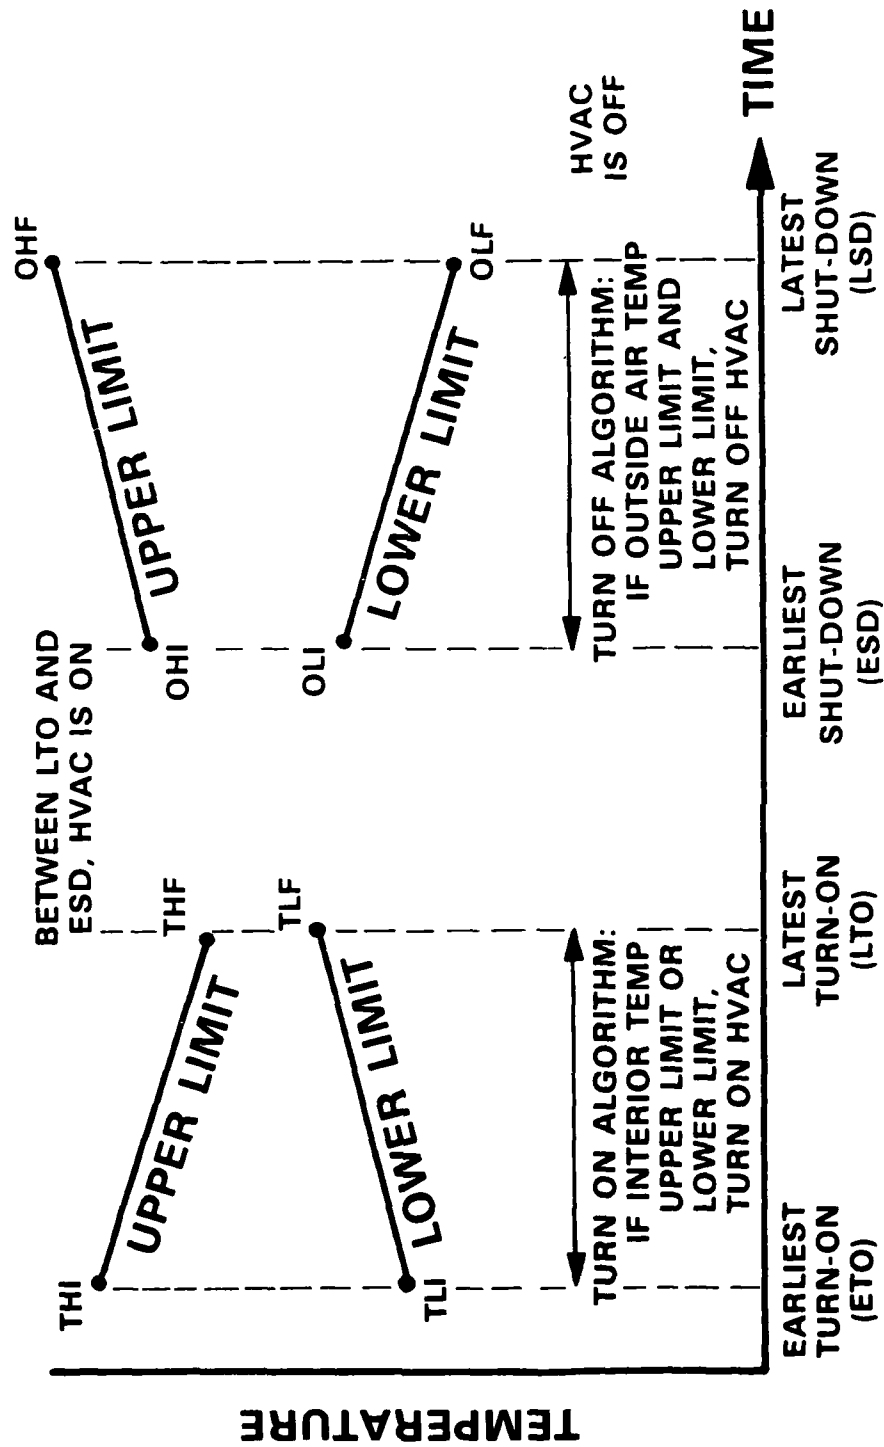 BETWEEN LTO AND
ESD, HVAC IS ON
OHF
THI
UPPER LIMIT
THF
OHI
UPPER LIMIT
TLI
LOWER LIMIT
TLF
OLI
LOWER LIMIT
OLF
TEMPERATURE
TURN ON ALGORITHM:
IF INTERIOR TEMP
UPPER LIMIT OR
LOWER LIMIT,
TURN ON HVAC
TURN OFF ALGORITHM:
IF OUTSIDE AIR TEMP
UPPER LIMIT AND
LOWER LIMIT,
TURN OFF HVAC
HVAC
IS OFF
TIME
EARLIEST
TURN-ON
(ETO)
LATEST
TURN-ON
(LTO)
EARLIEST
SHUT-DOWN
(ESD)
LATEST
SHUT-DOWN
(LSD)